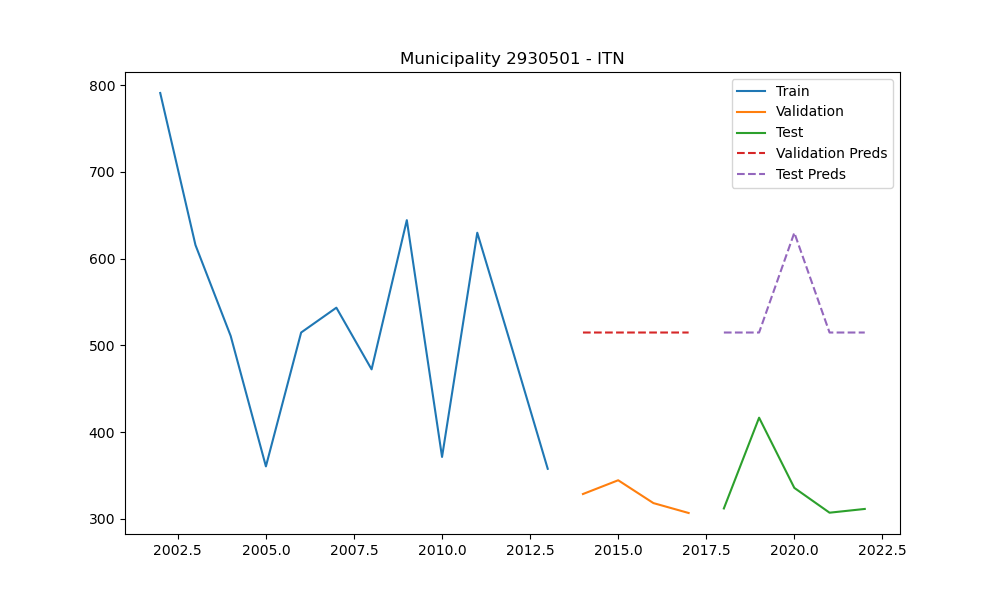 Municipality 2930501 - ITN
800
700
600
500
400
300
2002.5
2005.0
2007.5
2010.0
2012.5
2015.0
2017.5
2020.0
2022.5
Train
Validation
Test
Validation Preds
Test Preds